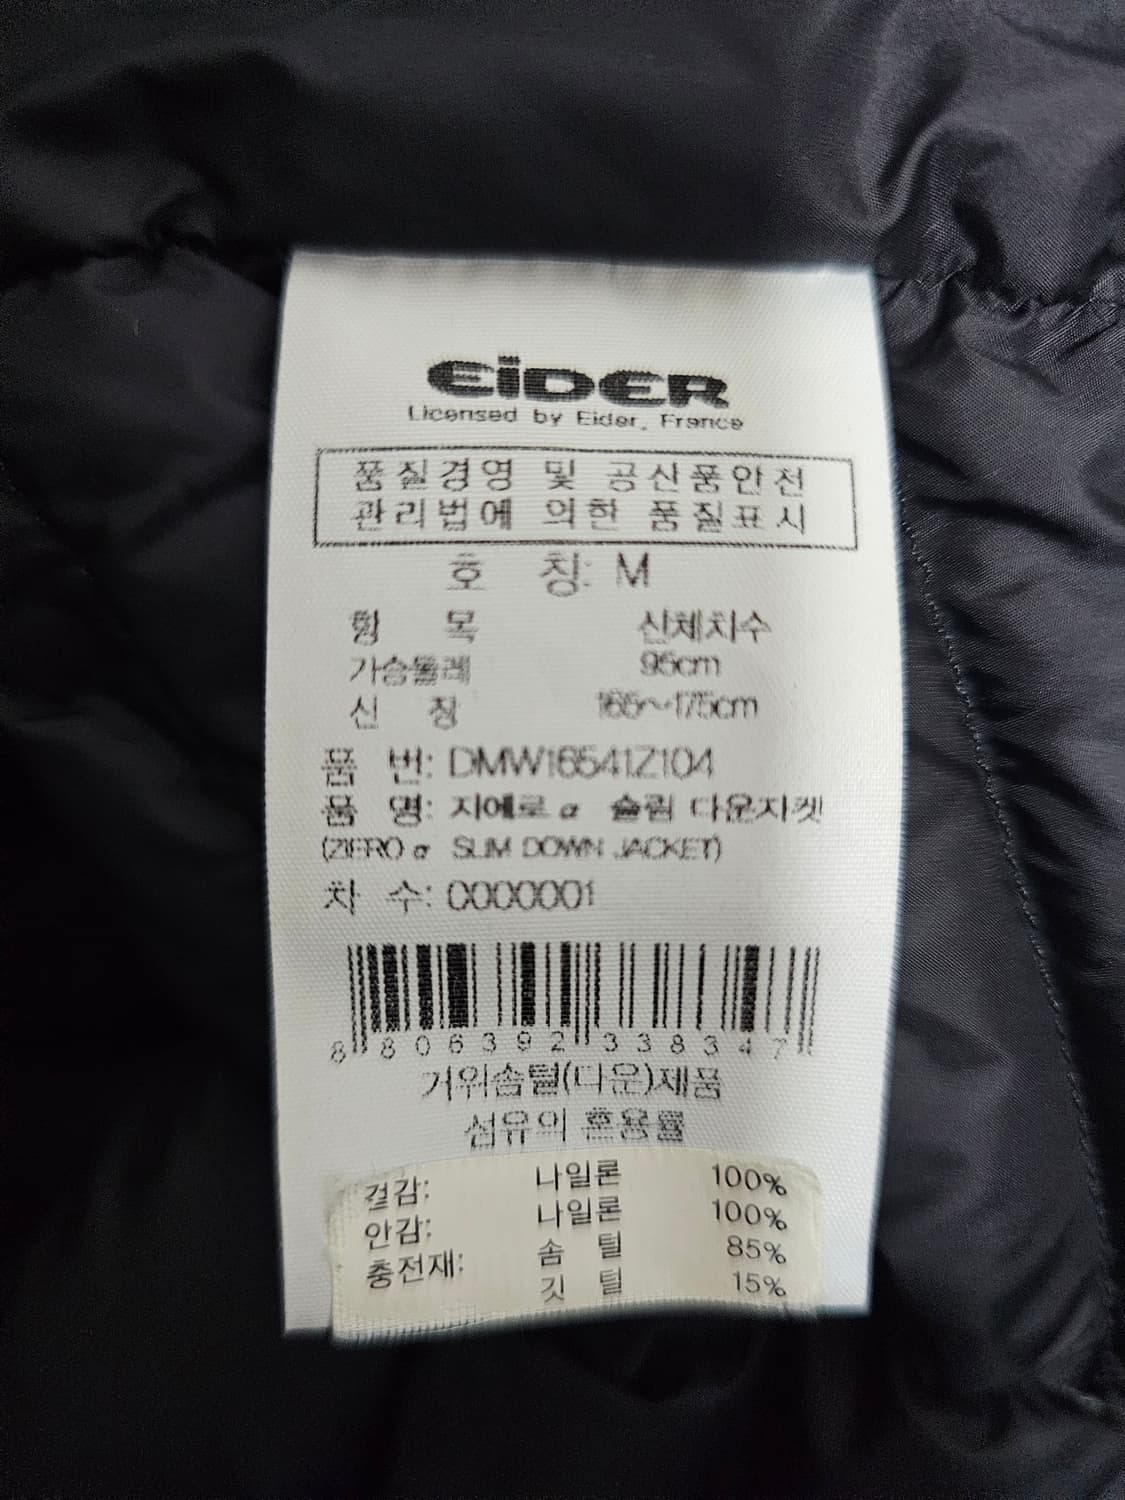 EiDER
Licensed by Eider, France
품질경영 및 공산품안전
관리법에 의한 품질표시
호 칭: M
항 목 신체치수
가슴둘레 95cm
신 장 165~175cm
품 번: DMW16541Z104
품 명: 지에로 α 슬림 다운자켓
(ZIERO α SLIM DOWN JACKET)
차 수: 0000001
8 806392 338347
거위솜털(다운)제품
섬유의 혼용률
겉감: 나일론 100%
안감: 나일론 100%
충전재: 솜 털 85%
깃 털 15%